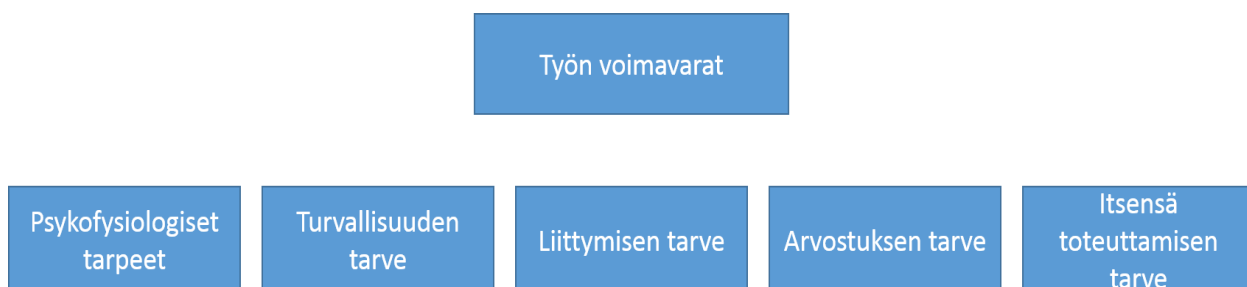 Työn voimavarat
Psykofysiologiset
tarpeet
Turvallisuuden
tarve
Liittymisen tarve
Arvostuksen tarve
Itsensä
toteuttamisen
tarve